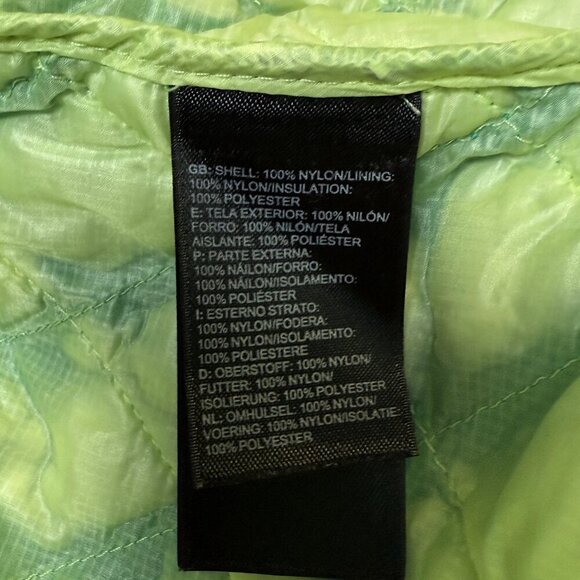 GB: SHELL: 100% NYLON/LINING:
100% NYLON/INSULATION:
100% POLYESTER
E: TELA EXTERIOR: 100% NILÓN/
FORRO: 100% NILÓN/TELA
AISLANTE: 100% POLIÉSTER
P: PARTE EXTERNA:
100% NÁILON/FORRO:
100% NÁILON/ISOLAMENTO:
100% POLIÉSTER
I: ESTERNO STRATO:
100% NYLON/FODERA:
100% NYLON/ISOLAMENTO:
100% POLIESTERE
D: OBERSTOFF: 100% NYLON/
FUTTER: 100% NYLON/
ISOLIERUNG: 100% POLYESTER
NL: OMHULSEL: 100% NYLON/
VOERING: 100% NYLON/ISOLATIE:
100% POLYESTER